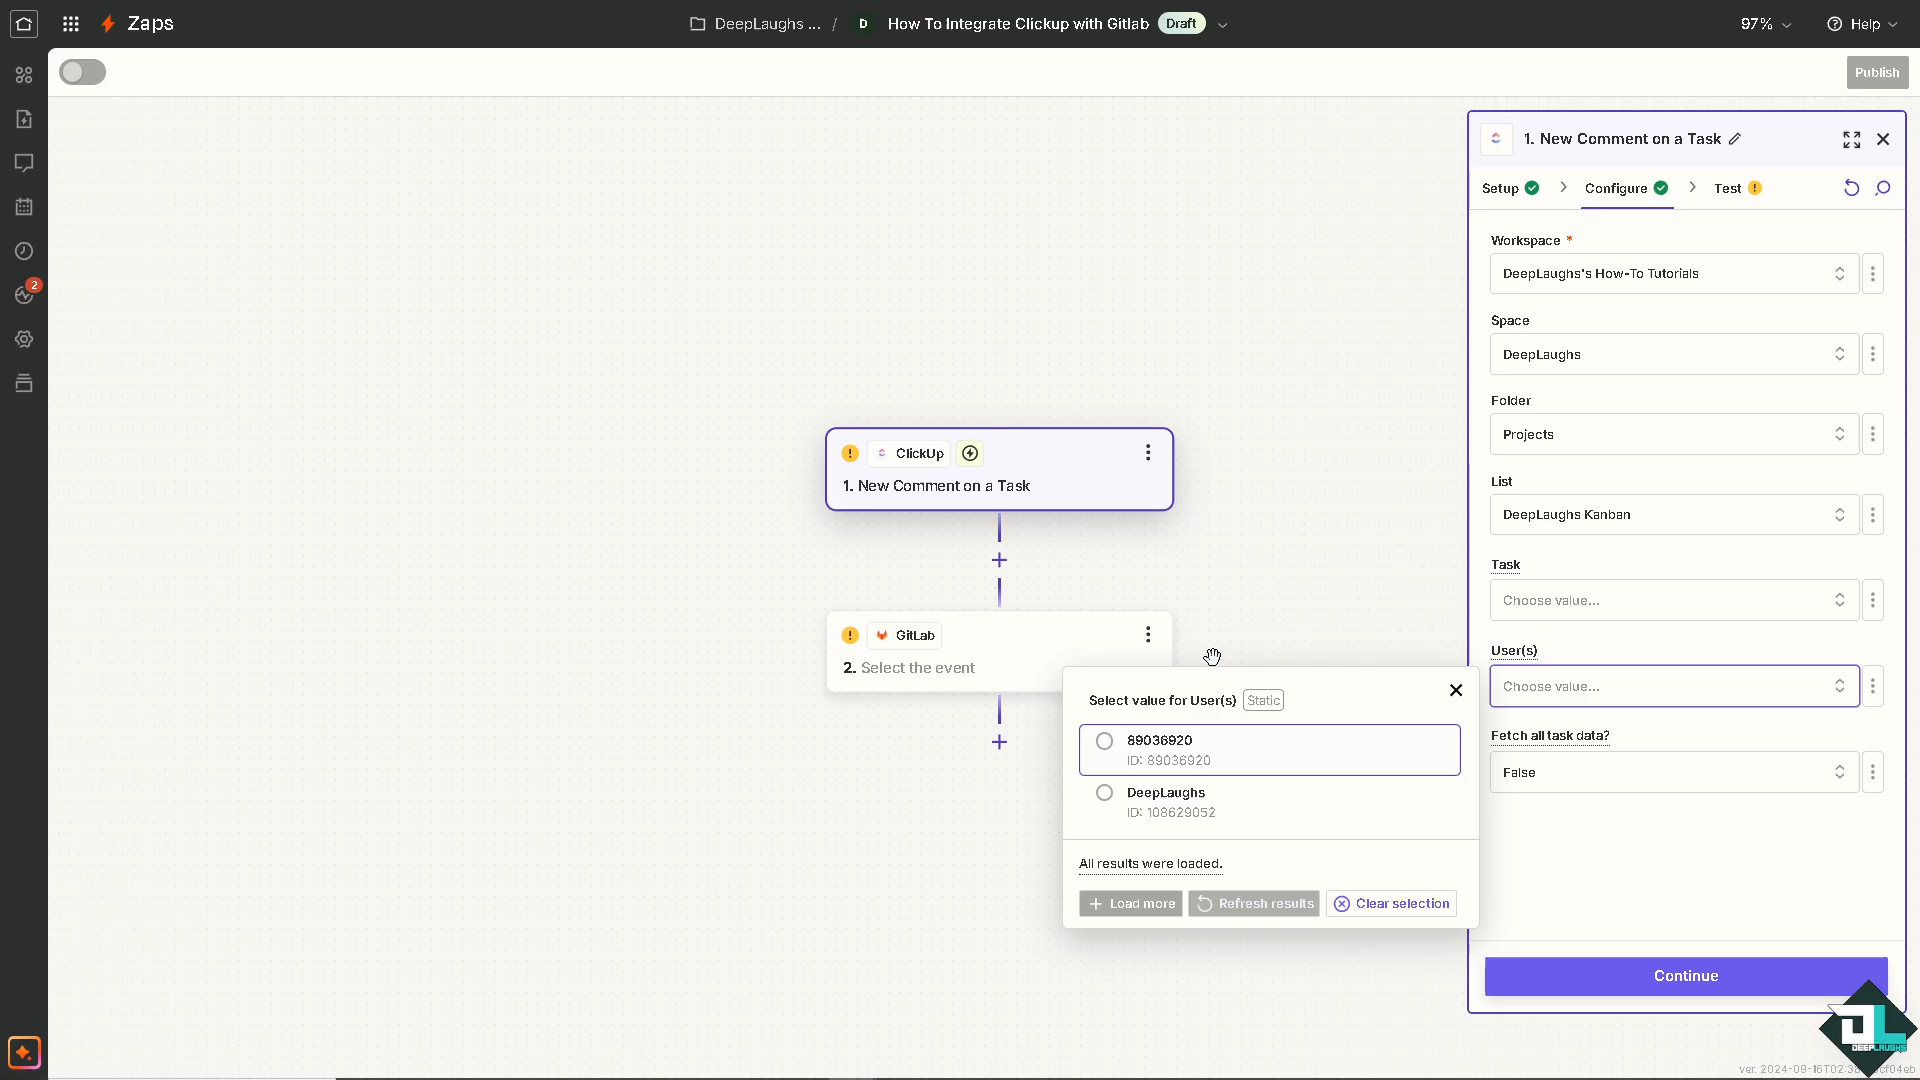 Zaps
DeepLaughs ... / D How To Integrate Clickup with Gitlab Draft
97%
Help
Publish
2
1. New Comment on a Task
Setup
Configure
Test
Workspace *
DeepLaughs's How-To Tutorials
Space
DeepLaughs
Folder
Projects
List
DeepLaughs Kanban
Task
Choose value...
User(s)
Choose value...
Fetch all task data?
False
Continue
ClickUp
1. New Comment on a Task
GitLab
2. Select the event
Select value for User(s) Static
89036920
ID: 89036920
DeepLaughs
ID: 108629052
All results were loaded.
Load more
Refresh results
Clear selection
DEEPLAUGHS